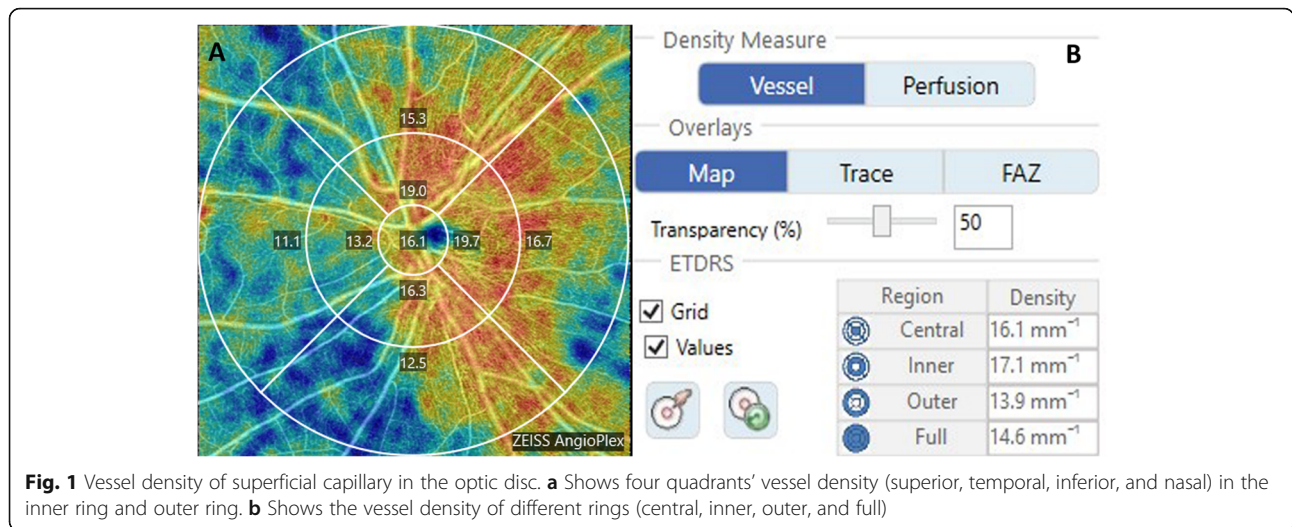 A
15.3
19.0
11.1 13.2 16.1 19.7 16.7
16.3
12.5
ZEISS AngioPlex
Density Measure
B
Vessel Perfusion
Overlays
Map Trace FAZ
Transparency (%) 50
ETDRS
Grid
Values
Region Density
Central 16.1 mm⁻¹
Inner 17.1 mm⁻¹
Outer 13.9 mm⁻¹
Full 14.6 mm⁻¹
Fig. 1 Vessel density of superficial capillary in the optic disc. a Shows four quadrants’ vessel density (superior, temporal, inferior, and nasal) in the
inner ring and outer ring. b Shows the vessel density of different rings (central, inner, outer, and full)